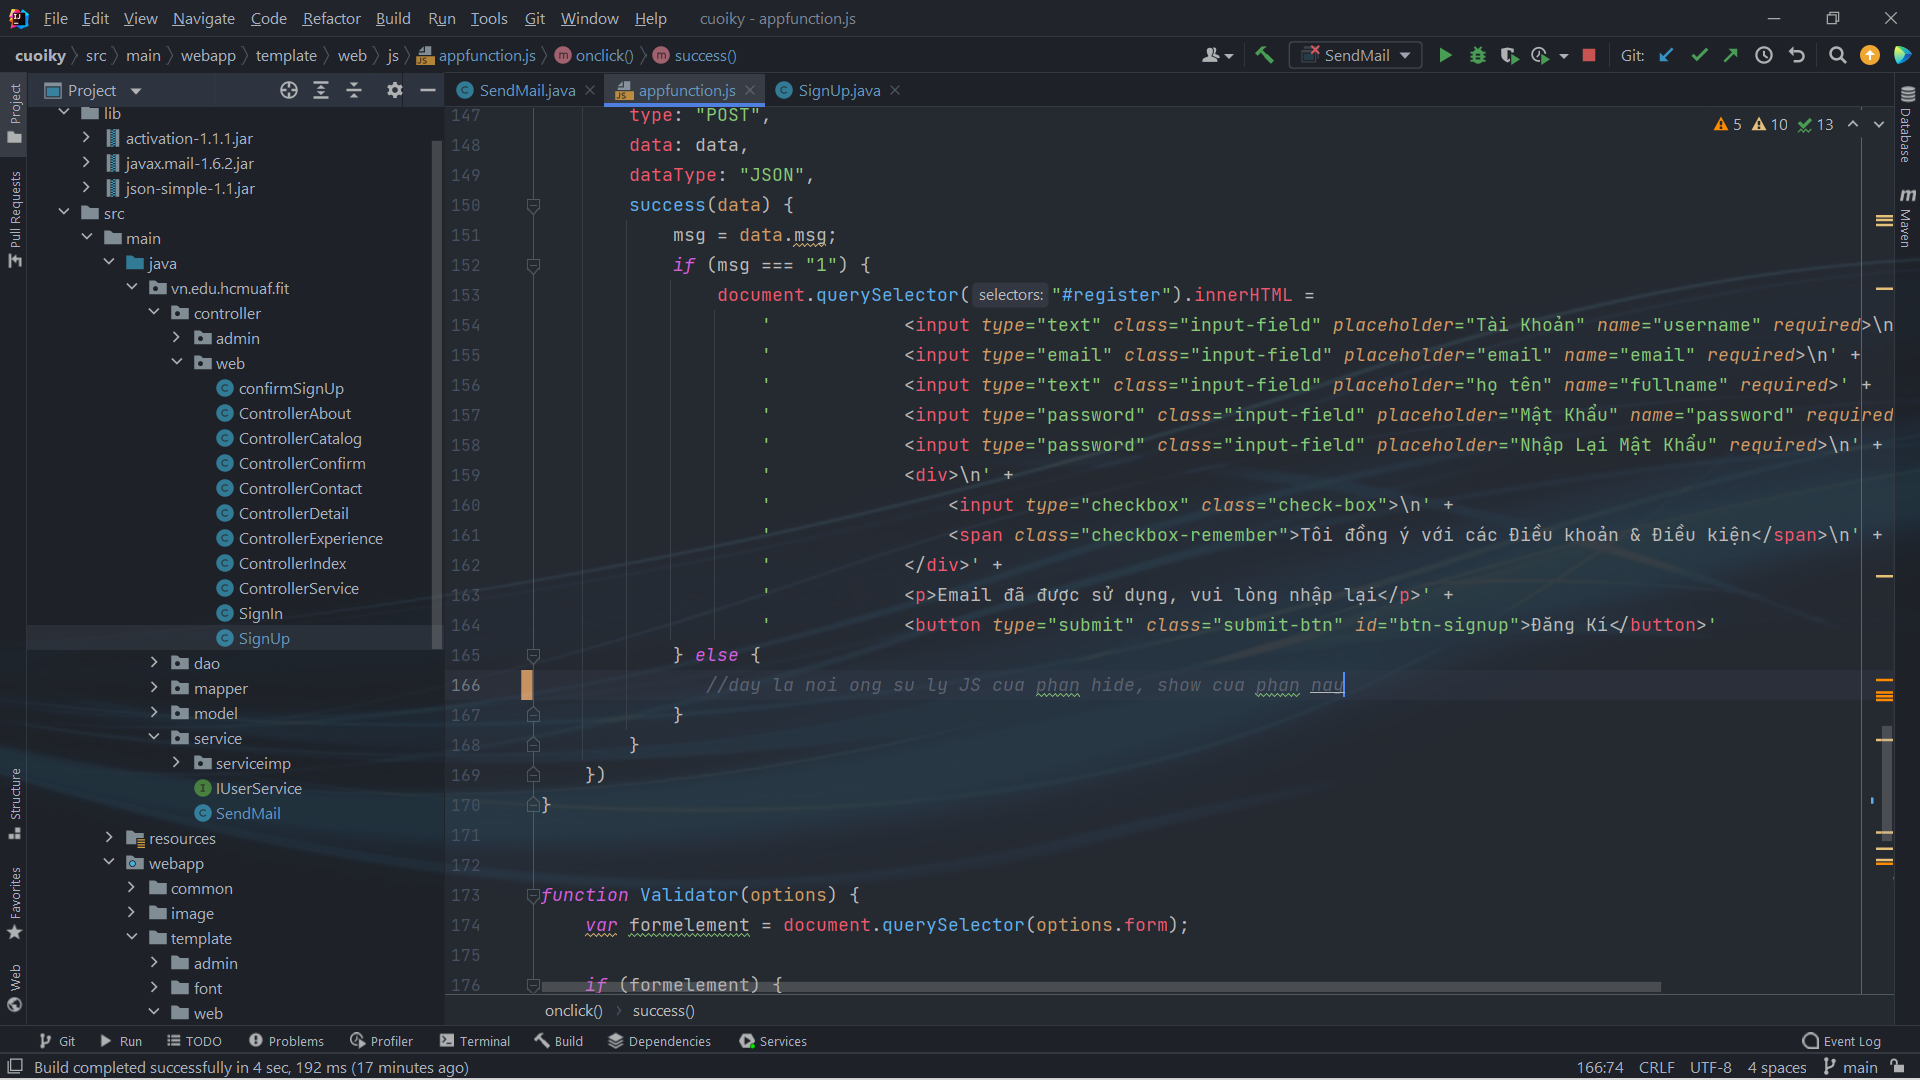 File Edit View Navigate Code Refactor Build Run Tools Git Window Help cuoiky - appfunction.js
cuoiky src main webapp template web js appfunction.js onclick() success() SendMail Git:
Project SendMail.java appfunction.js SignUp.java
Project
Pull Requests
Structure
Favorites
Web
lib
activation-1.1.1.jar
javax.mail-1.6.2.jar
json-simple-1.1.jar
src
main
java
vn.edu.hcmuaf.fit
controller
admin
web
confirmSignUp
ControllerAbout
ControllerCatalog
ControllerConfirm
ControllerContact
ControllerDetail
ControllerExperience
ControllerIndex
ControllerService
SignIn
SignUp
dao
mapper
model
service
serviceimp
IUserService
SendMail
resources
webapp
common
image
template
admin
font
web
5 10 13
147 type: "POST",
148 data: data,
149 dataType: "JSON",
150 success(data) {
151 msg = data.msg;
152 if (msg === "1") {
153 document.querySelector( selectors: "#register").innerHTML =
154 ' <input type="text" class="input-field" placeholder="Tài Khoản" name="username" required>\n
155 ' <input type="email" class="input-field" placeholder="email" name="email" required>\n' +
156 ' <input type="text" class="input-field" placeholder="họ tên" name="fullname" required>' +
157 ' <input type="password" class="input-field" placeholder="Mật Khẩu" name="password" required
158 ' <input type="password" class="input-field" placeholder="Nhập Lại Mật Khẩu" required>\n' +
159 ' <div>\n' +
160 ' <input type="checkbox" class="check-box">\n' +
161 ' <span class="checkbox-remember">Tôi đồng ý với các Điều khoản & Điều kiện</span>\n' +
162 ' </div>' +
163 ' <p>Email đã được sử dụng, vui lòng nhập lại</p>' +
164 ' <button type="submit" class="submit-btn" id="btn-signup">Đăng Kí</button>'
165 } else {
166 //day la noi ong su ly JS cua phan hide, show cua phan nay
167 }
168 }
169 })
170 }
171
172
173 function Validator(options) {
174 var formelement = document.querySelector(options.form);
175
176 if (formelement) {
onclick() success()
Database
Maven
Git Run TODO Problems Profiler Terminal Build Dependencies Services Event Log
Build completed successfully in 4 sec, 192 ms (17 minutes ago) 166:74 CRLF UTF-8 4 spaces main